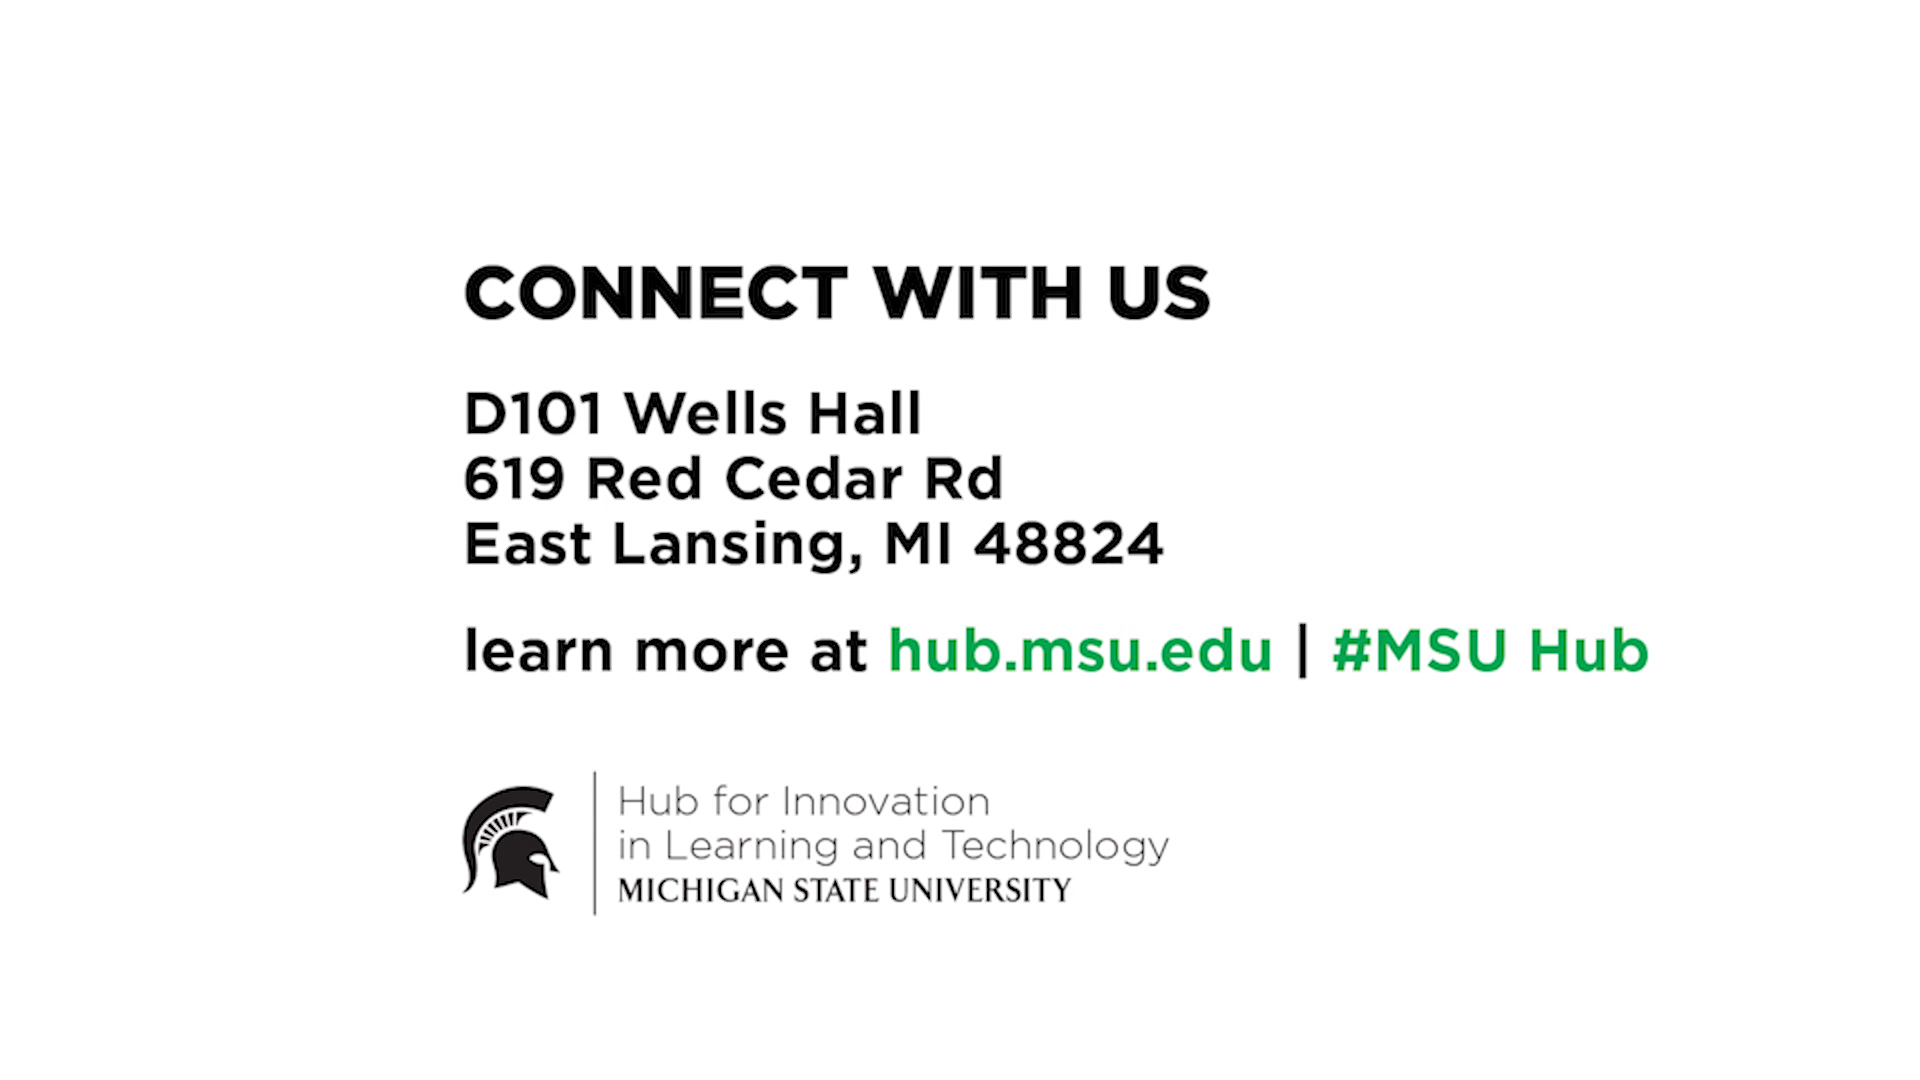 CONNECT WITH US
D101 Wells Hall
619 Red Cedar Rd
East Lansing, MI 48824
learn more at hub.msu.edu | #MSU Hub
Hub for Innovation
in Learning and Technology
MICHIGAN STATE UNIVERSITY